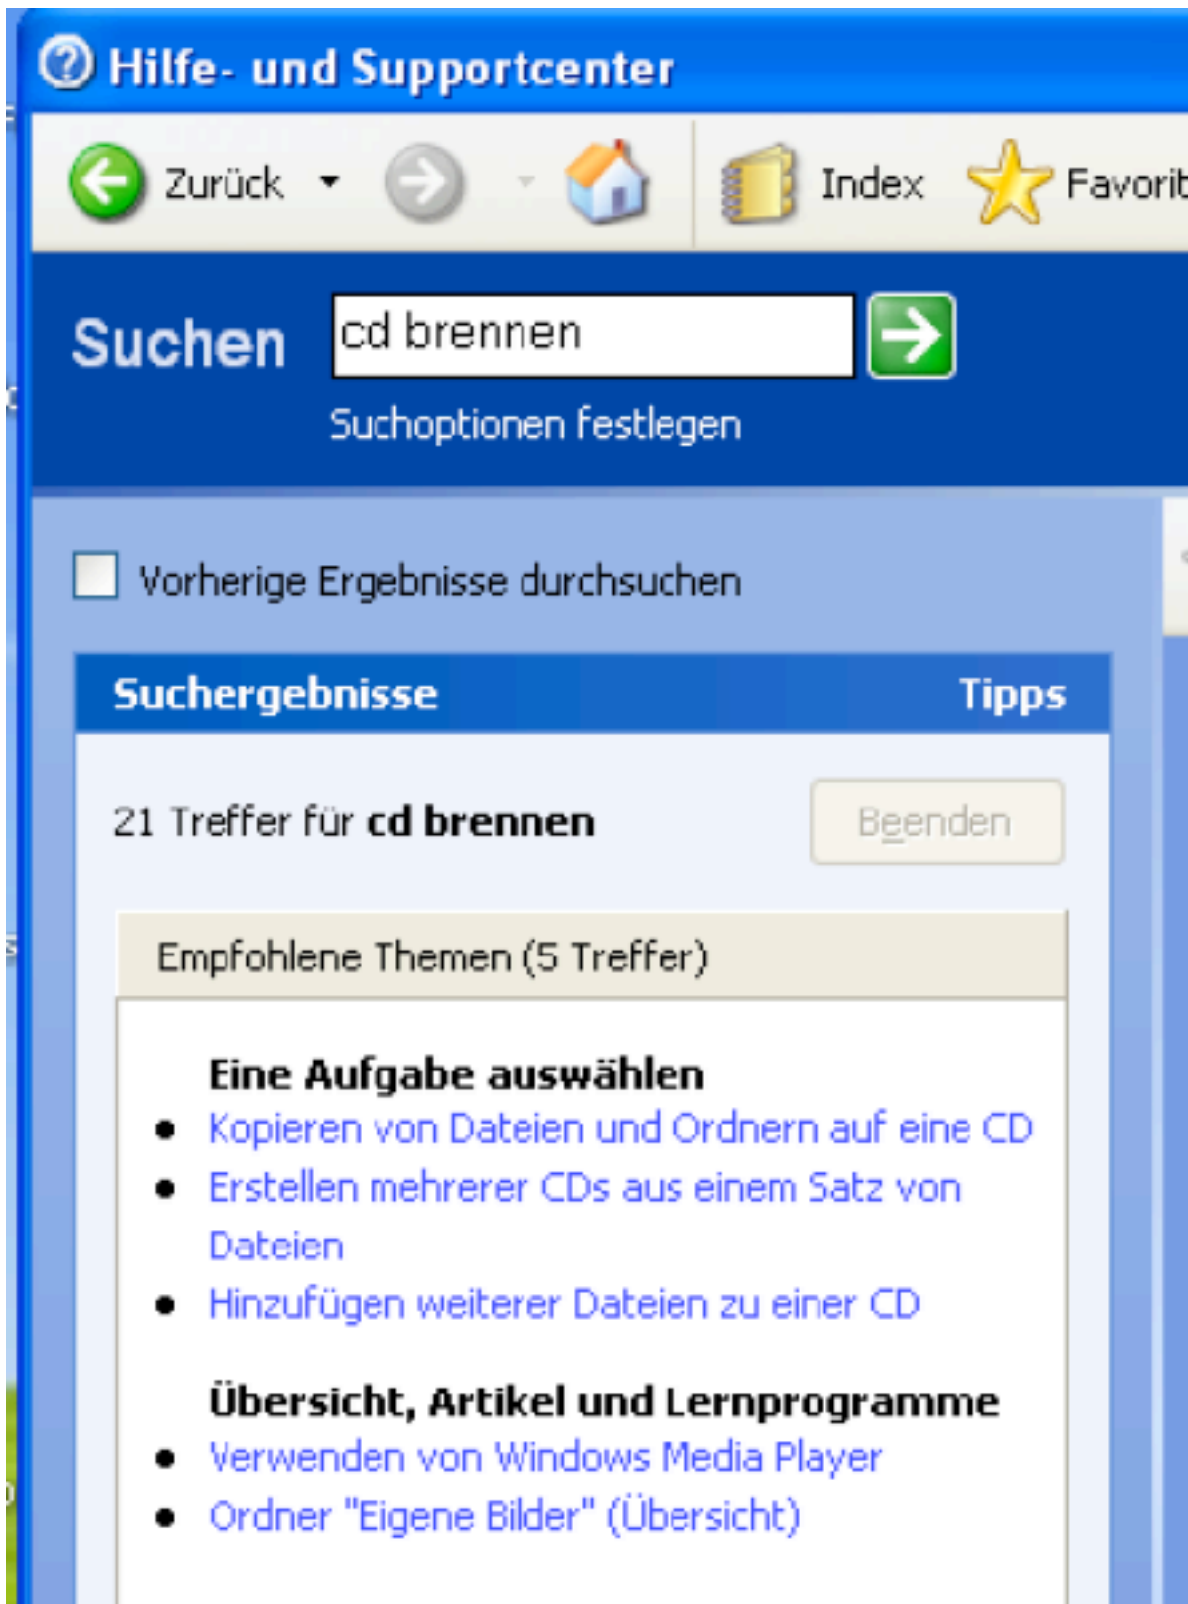 Hilfe- und Supportcenter
Zurück
Index
Favorit
Suchen
cd brennen
Suchoptionen festlegen
Vorherige Ergebnisse durchsuchen
Suchergebnisse Tipps
21 Treffer für cd brennen
Beenden
Empfohlene Themen (5 Treffer)
Eine Aufgabe auswählen
Kopieren von Dateien und Ordnern auf eine CD
Erstellen mehrerer CDs aus einem Satz von
Dateien
Hinzufügen weiterer Dateien zu einer CD
Übersicht, Artikel und Lernprogramme
Verwenden von Windows Media Player
Ordner "Eigene Bilder" (Übersicht)